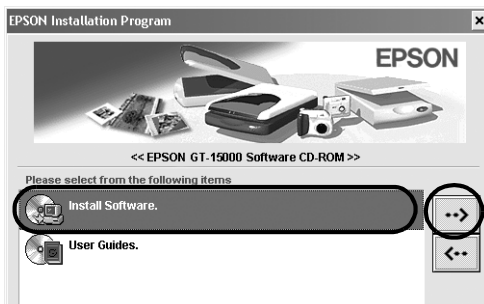 EPSON Installation Program
EPSON
<< EPSON GT-15000 Software CD-ROM >>
Please select from the following items
Install Software.
User Guides.